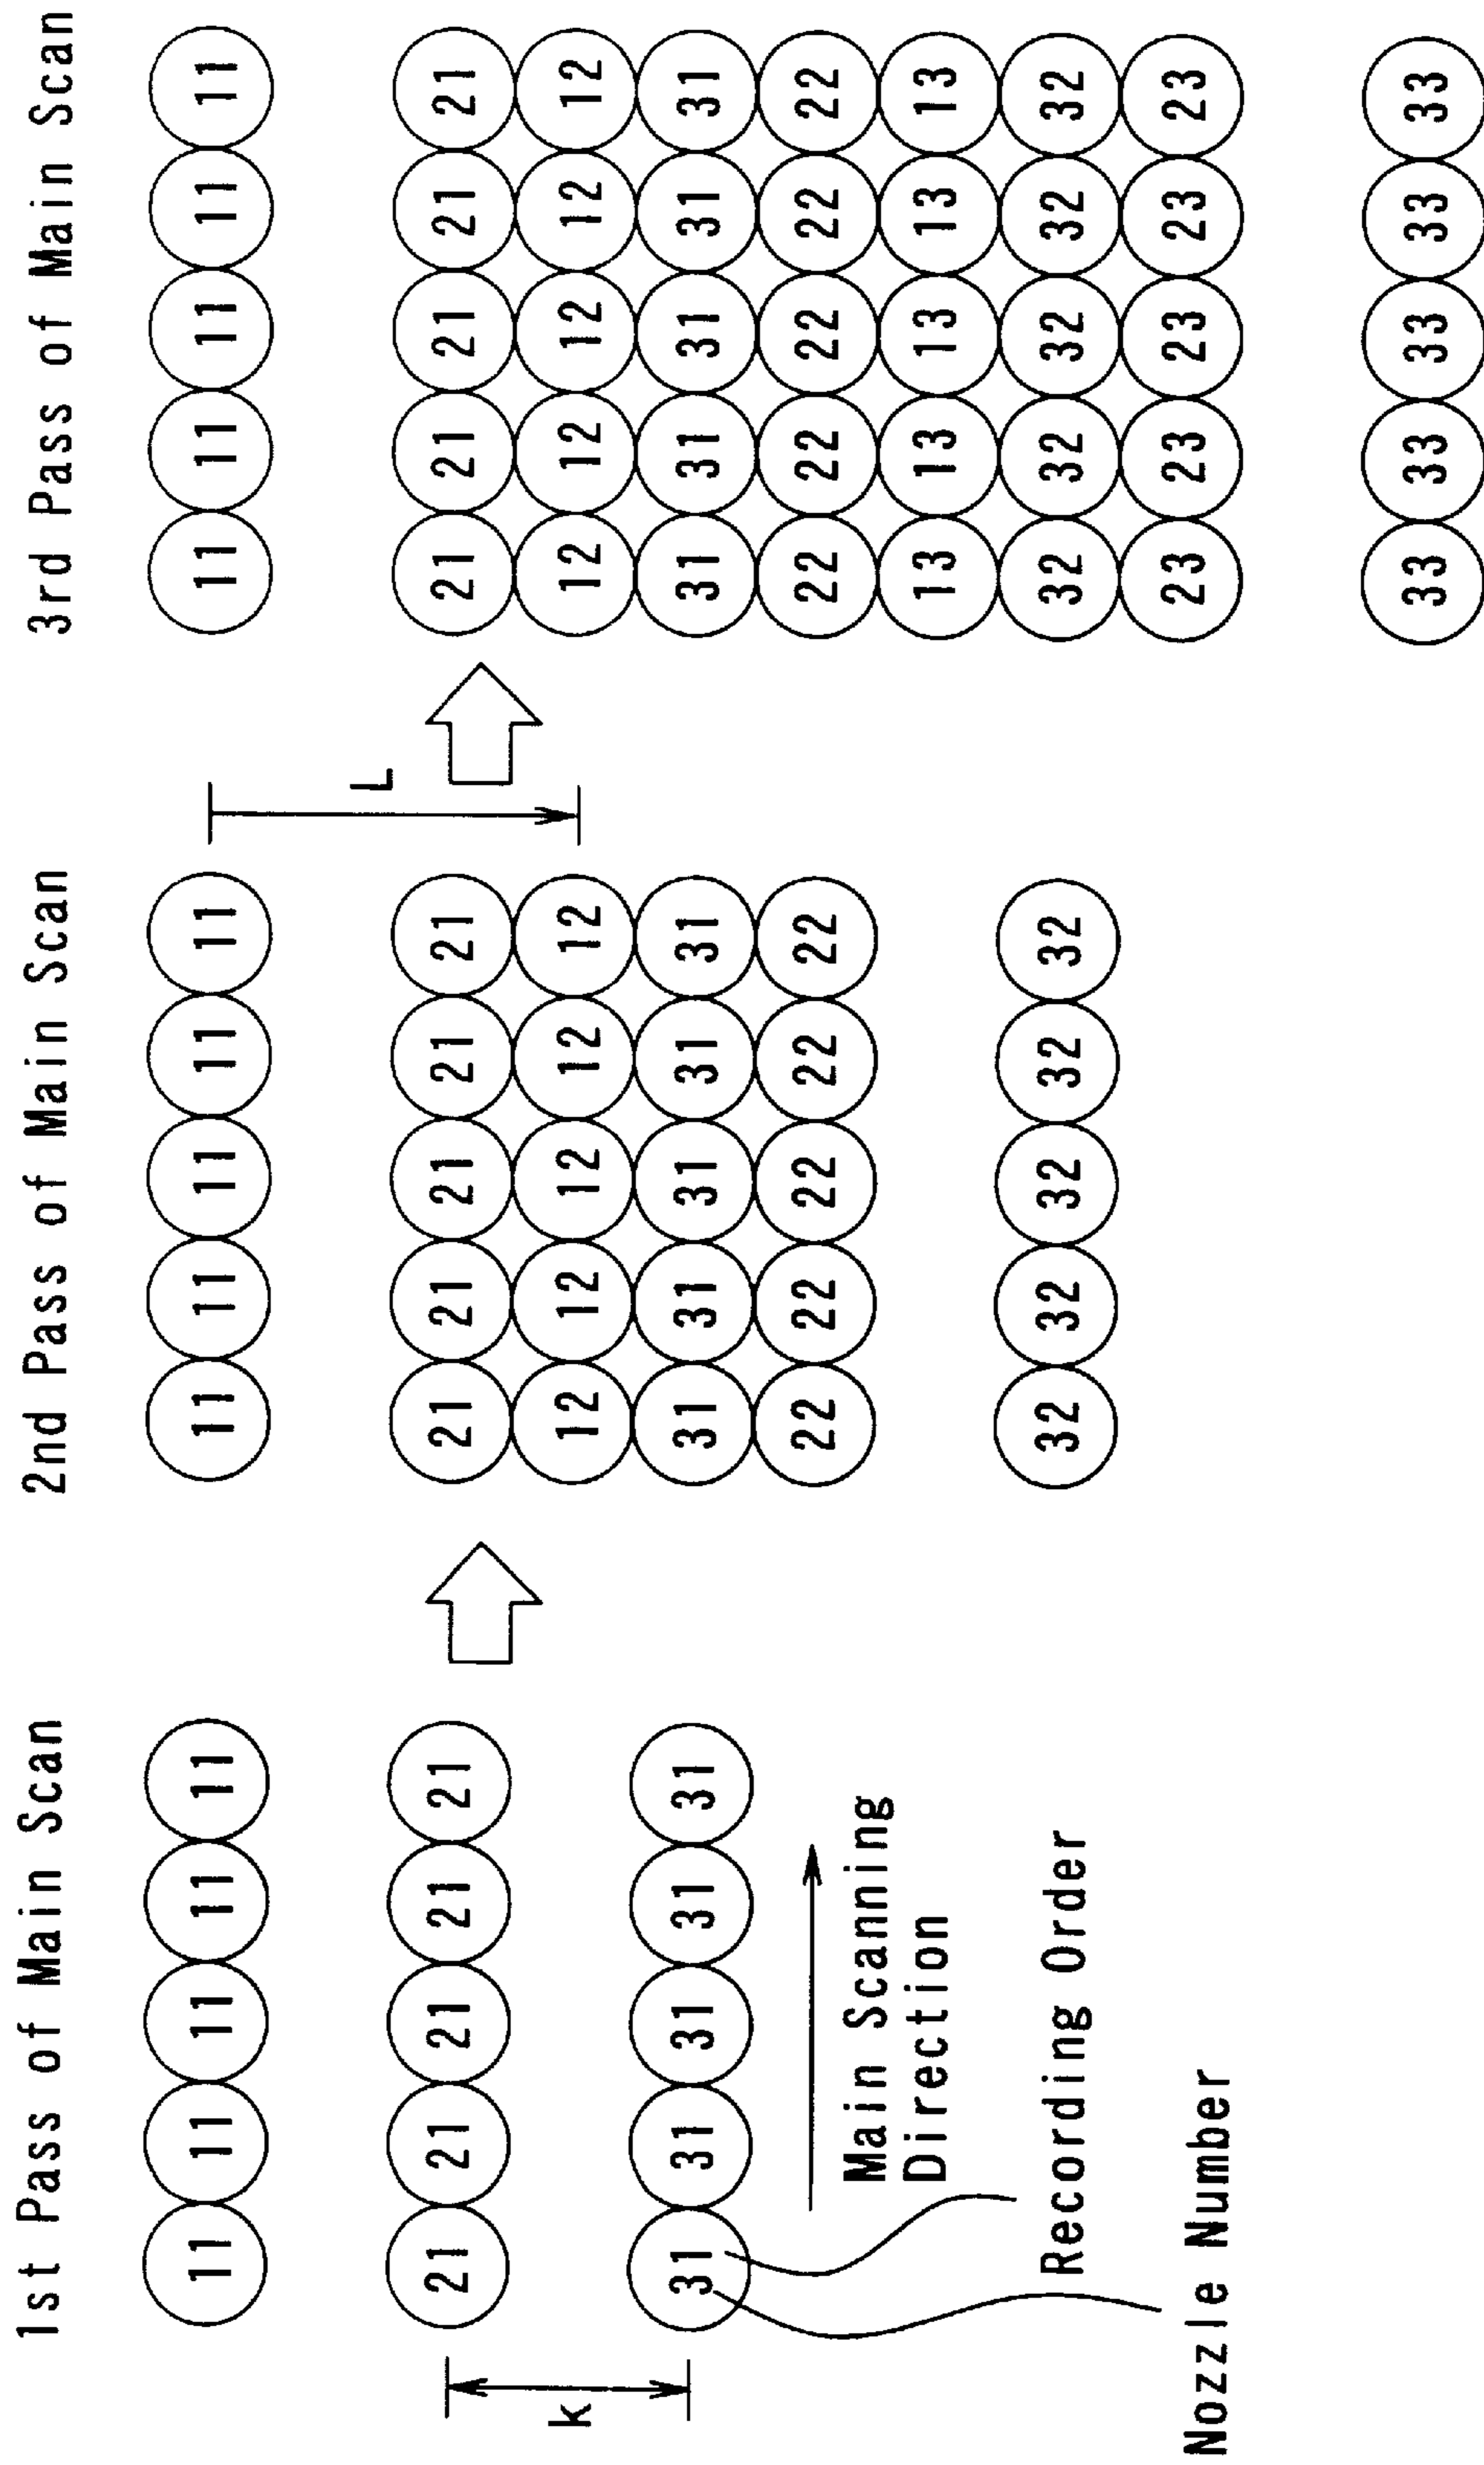 1st Pass of Main Scan 2nd Pass of Main Scan 3rd Pass of Main Scan
11 11 11 11 11 11 11 11 11 11 11 11 11 11 11
L
21 21 21 21 21 21 21 21 21 21 21 21 21 21 21
k 12 12 12 12 12 12 12 12 12 12
31 31 31 31 31 31 31 31 31 31 31 31 31 31 31
22 22 22 22 22 22 22 22 22 22
Main Scanning
Direction
13 13 13 13 13
Recording Order 32 32 32 32 32 32 32 32 32 32
Nozzle Number 23 23 23 23 23
33 33 33 33 33